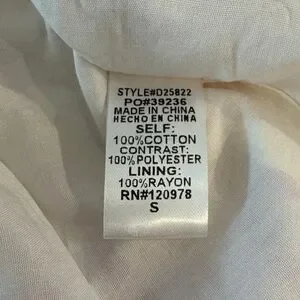 STYLE#D25822
PO#39236
MADE IN CHINA
HECHO EN CHINA
SELF:
100%COTTON
CONTRAST:
100%POLYESTER
LINING:
100%RAYON
RN#120978
S